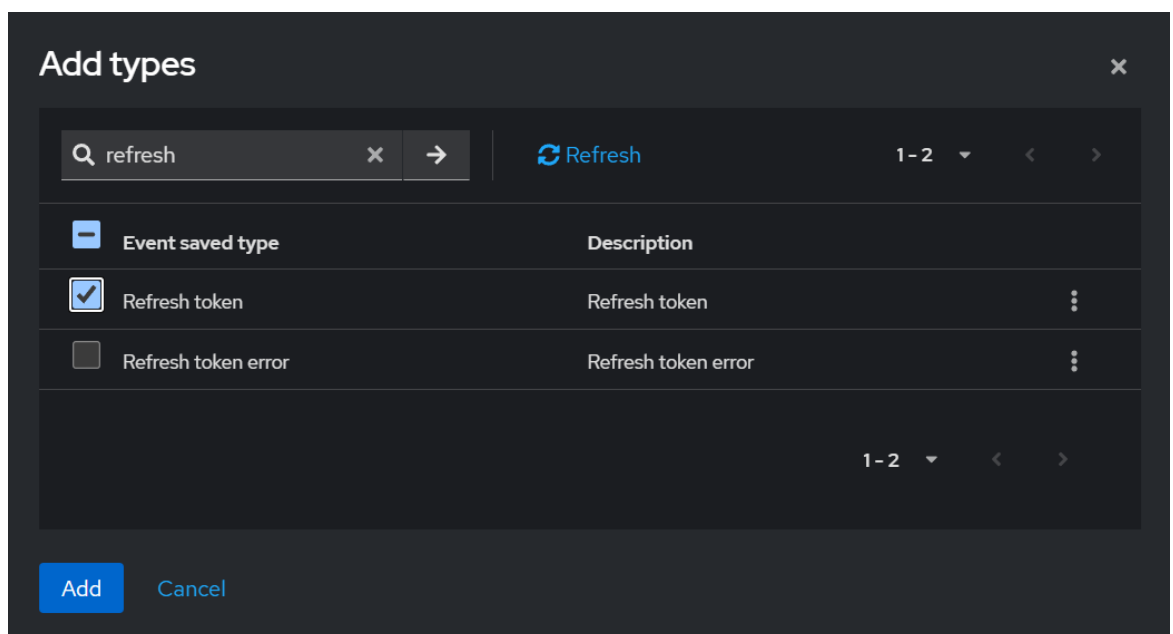 Add types
refresh Refresh 1 - 2
Event saved type Description
Refresh token Refresh token
Refresh token error Refresh token error
1 - 2
Add Cancel